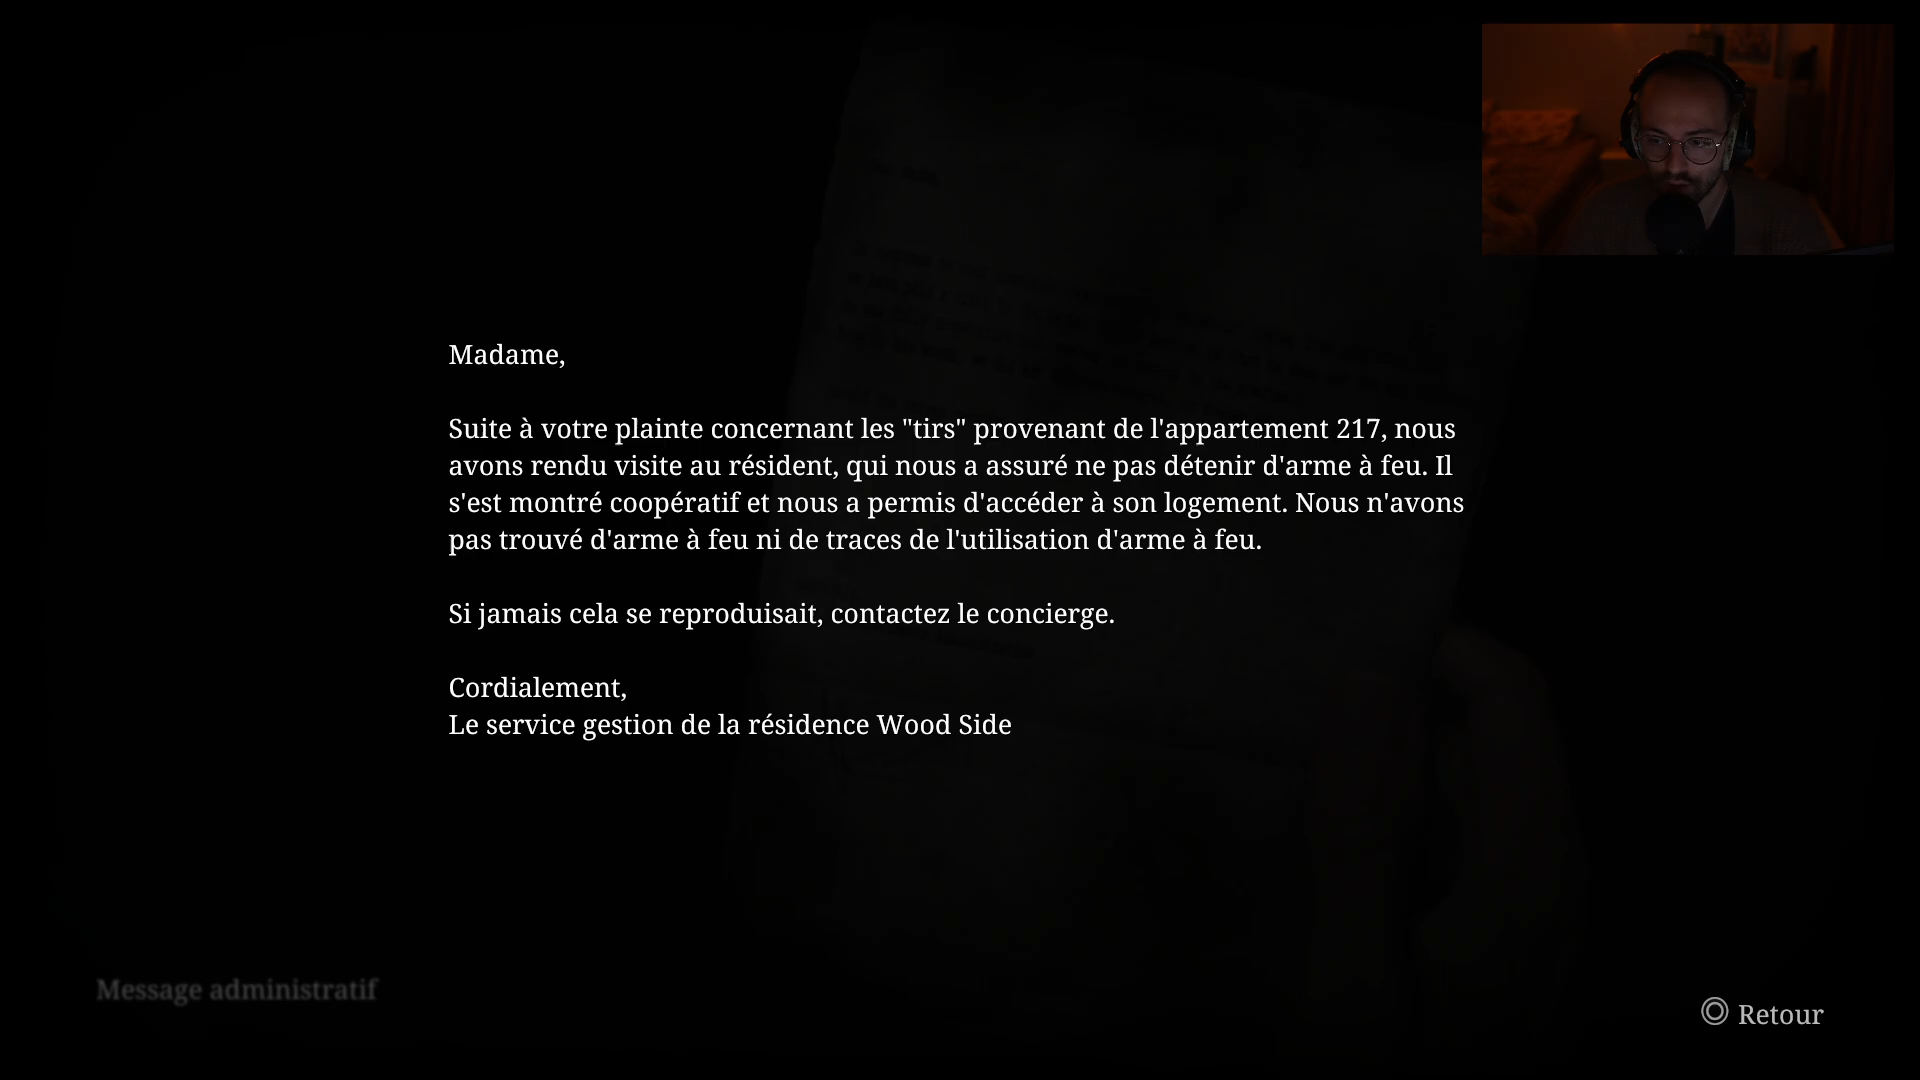 Madame,
Suite à votre plainte concernant les "tirs" provenant de l'appartement 217, nous
avons rendu visite au résident, qui nous a assuré ne pas détenir d'arme à feu. Il
s'est montré coopératif et nous a permis d'accéder à son logement. Nous n'avons
pas trouvé d'arme à feu ni de traces de l'utilisation d'arme à feu.
Si jamais cela se reproduisait, contactez le concierge.
Cordialement,
Le service gestion de la résidence Wood Side
Message administratif
Retour